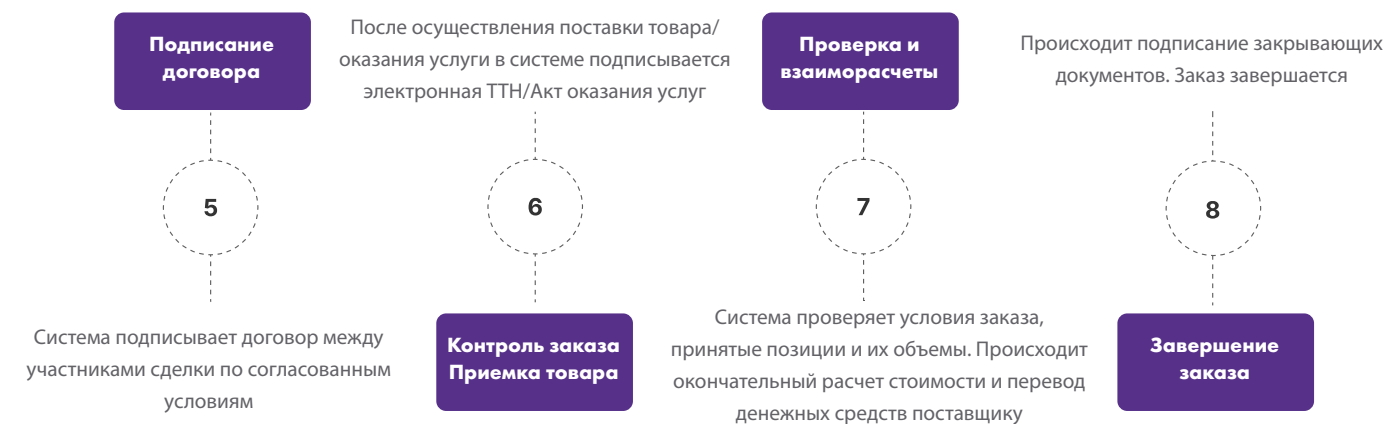 Подписание
договора
5
Система подписывает договор между
участниками сделки по согласованным
условиям
После осуществления поставки товара/
оказания услуги в системе подписывается
электронная ТТН/Акт оказания услуг
6
Контроль заказа
Приемка товара
Проверка и
взаиморасчеты
7
Система проверяет условия заказа,
принятые позиции и их объемы. Происходит
окончательный расчет стоимости и перевод
денежных средств поставщику
Происходит подписание закрывающих
документов. Заказ завершается
8
Завершение
заказа